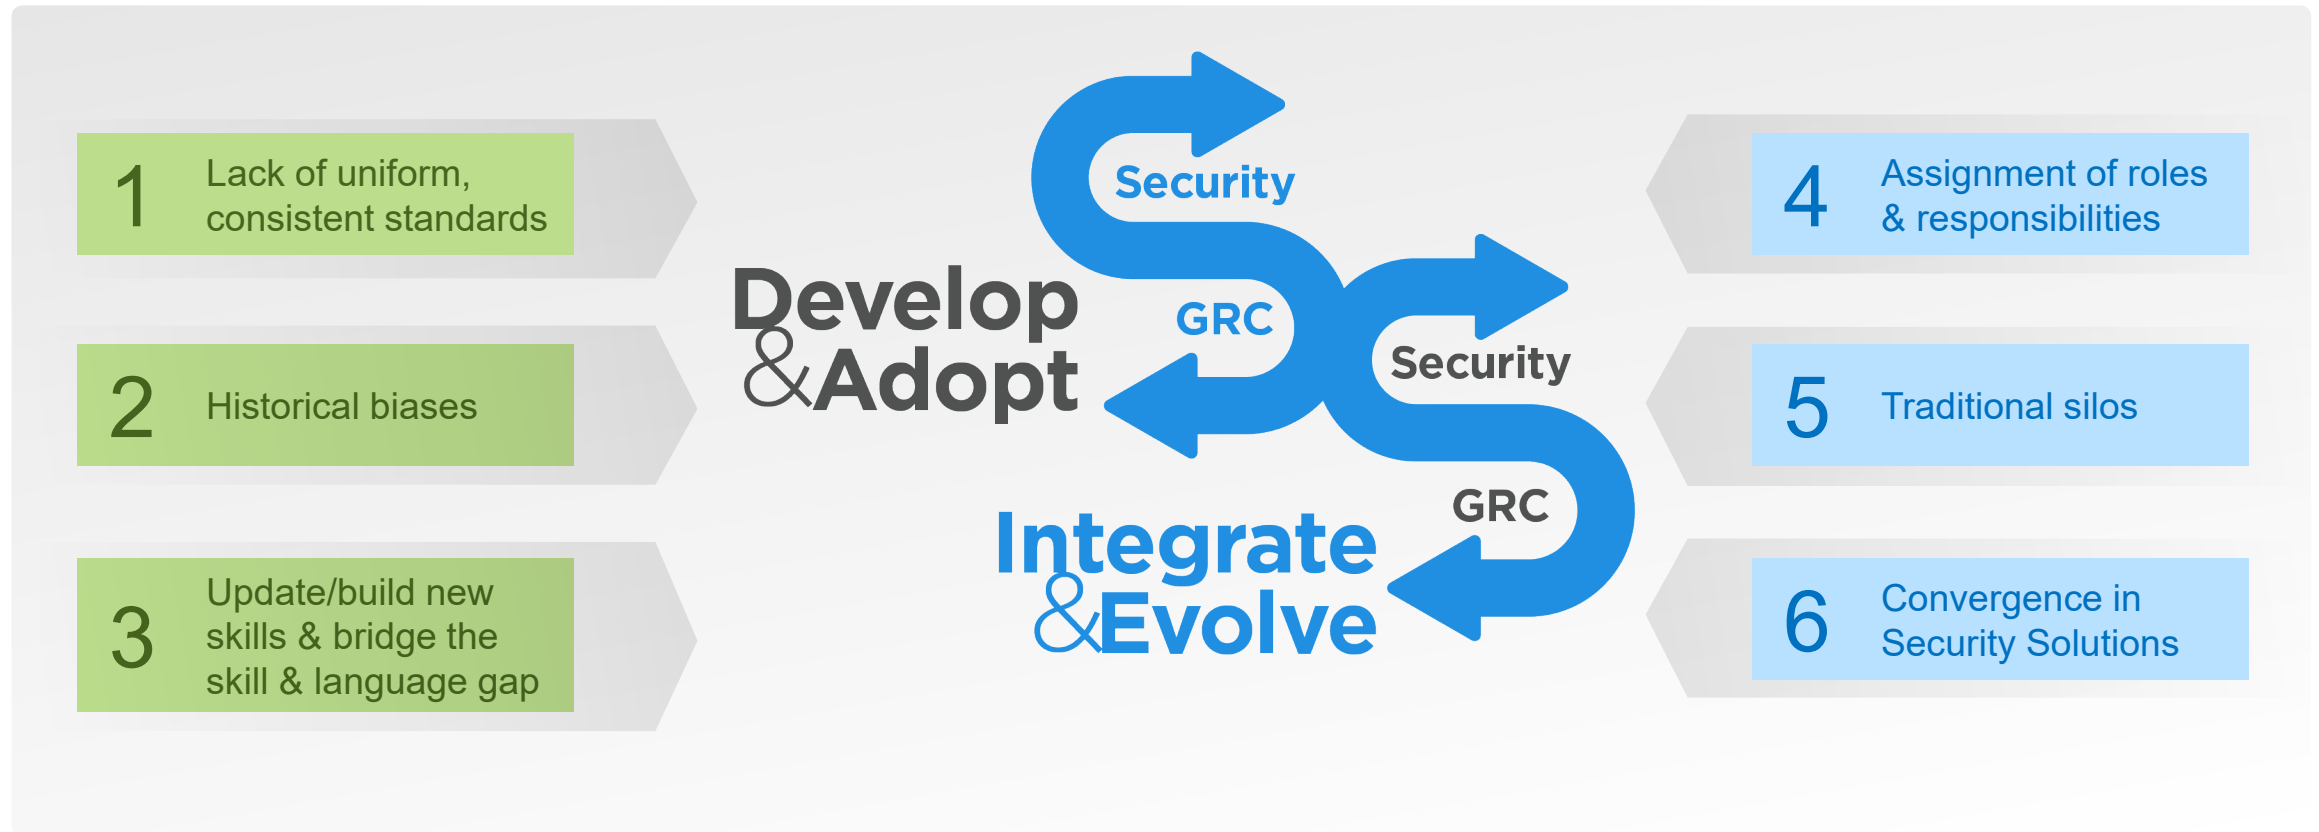 1
Lack of uniform,
consistent standards
2
Historical biases
3
Update/build new
skills & bridge the
skill & language gap
Develop
&Adopt
Security
GRC
Security
GRC
Integrate
&Evolve
4
Assignment of roles
& responsibilities
5
Traditional silos
6
Convergence in
Security Solutions